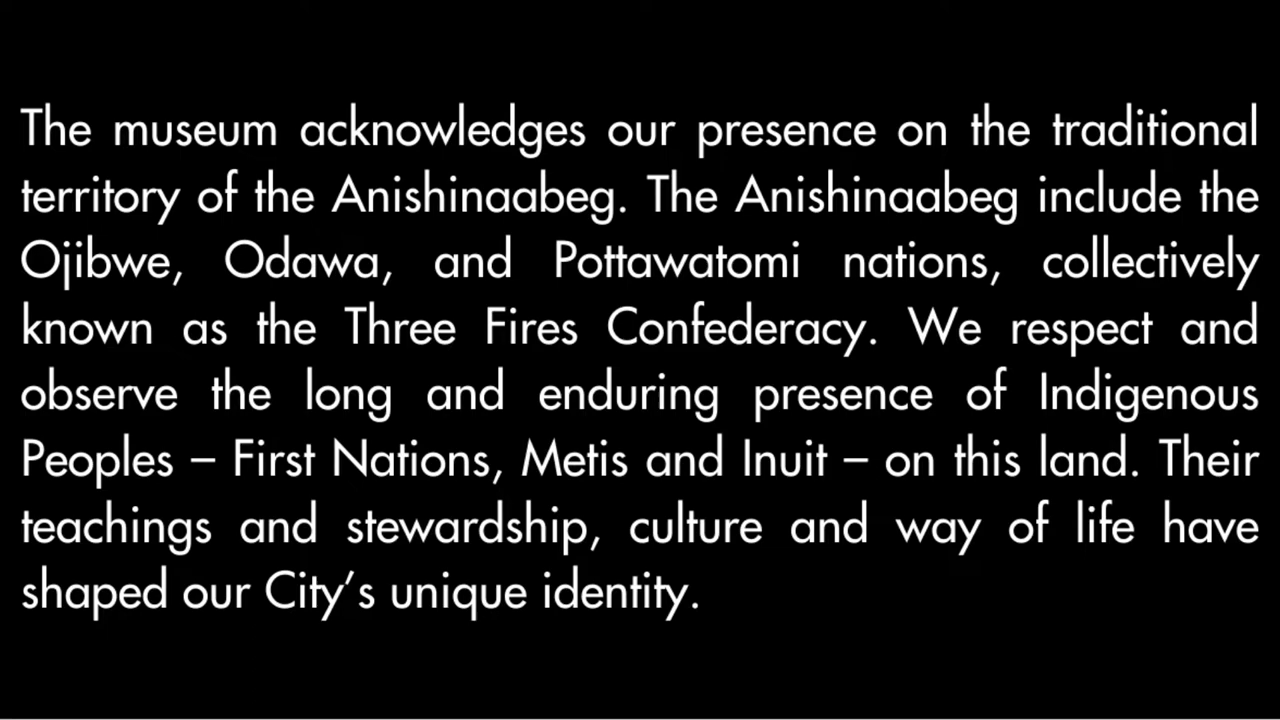 The museum acknowledges our presence on the traditional
territory of the Anishinaabeg. The Anishinaabeg include the
Ojibwe, Odawa, and Pottawatomi nations, collectively
known as the Three Fires Confederacy. We respect and
observe the long and enduring presence of Indigenous
Peoples – First Nations, Metis and Inuit – on this land. Their
teachings and stewardship, culture and way of life have
shaped our City’s unique identity.